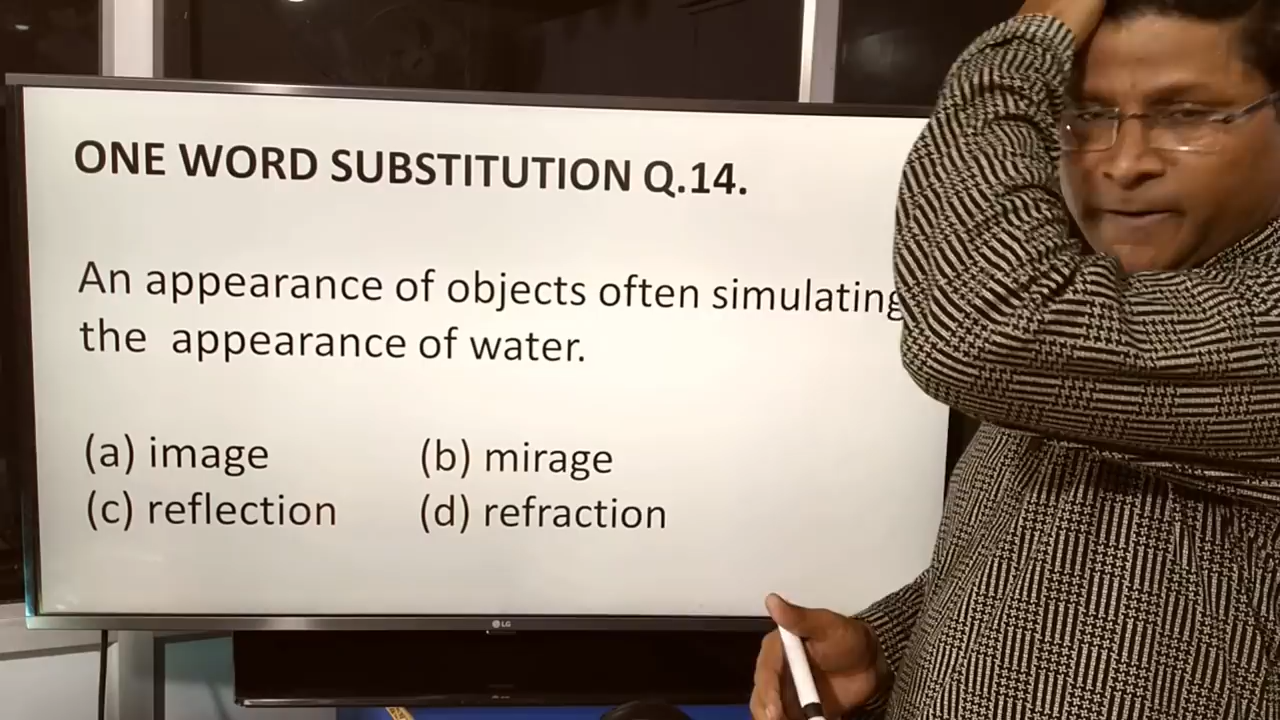 ONE WORD SUBSTITUTION Q.14.
An appearance of objects often simulating
the appearance of water.
(a) image (b) mirage
(c) reflection (d) refraction
LG